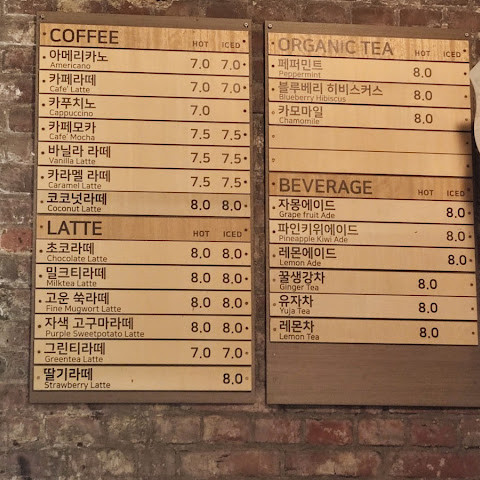 COFFEE HOT ICED
아메리카노 7.0 7.0
Americano
카페라떼 7.0 7.0
Cafe' Latte
카푸치노 7.0
Cappuccino
카페모카 7.5 7.5
Cafe' Mocha
바닐라 라떼 7.5 7.5
Vanilla Latte
카라멜 라떼 7.5 7.5
Caramel Latte
코코넛라떼 8.0 8.0
Coconut Latte
LATTE HOT ICED
초코라떼 8.0 8.0
Chocolate Latte
밀크티라떼 8.0 8.0
Milktea Latte
고운 쑥라떼 8.0 8.0
Fine Mugwort Latte
자색 고구마라떼 8.0 8.0
Purple Sweetpotato Latte
그린티라떼 7.0 7.0
Greentea Latte
딸기라떼 8.0
Strawberry Latte
ORGANIC TEA HOT ICED
페퍼민트 8.0
Peppermint
블루베리 히비스커스 8.0
Blueberry Hibiscus
카모마일 8.0
Chamomile
BEVERAGE HOT ICED
자몽에이드 8.0
Grape fruit Ade
파인키위에이드 8.0
Pineapple Kiwi Ade
레몬에이드 8.0
Lemon Ade
꿀생강차 8.0
Ginger Tea
유자차 8.0
Yuja Tea
레몬차 8.0
Lemon Tea